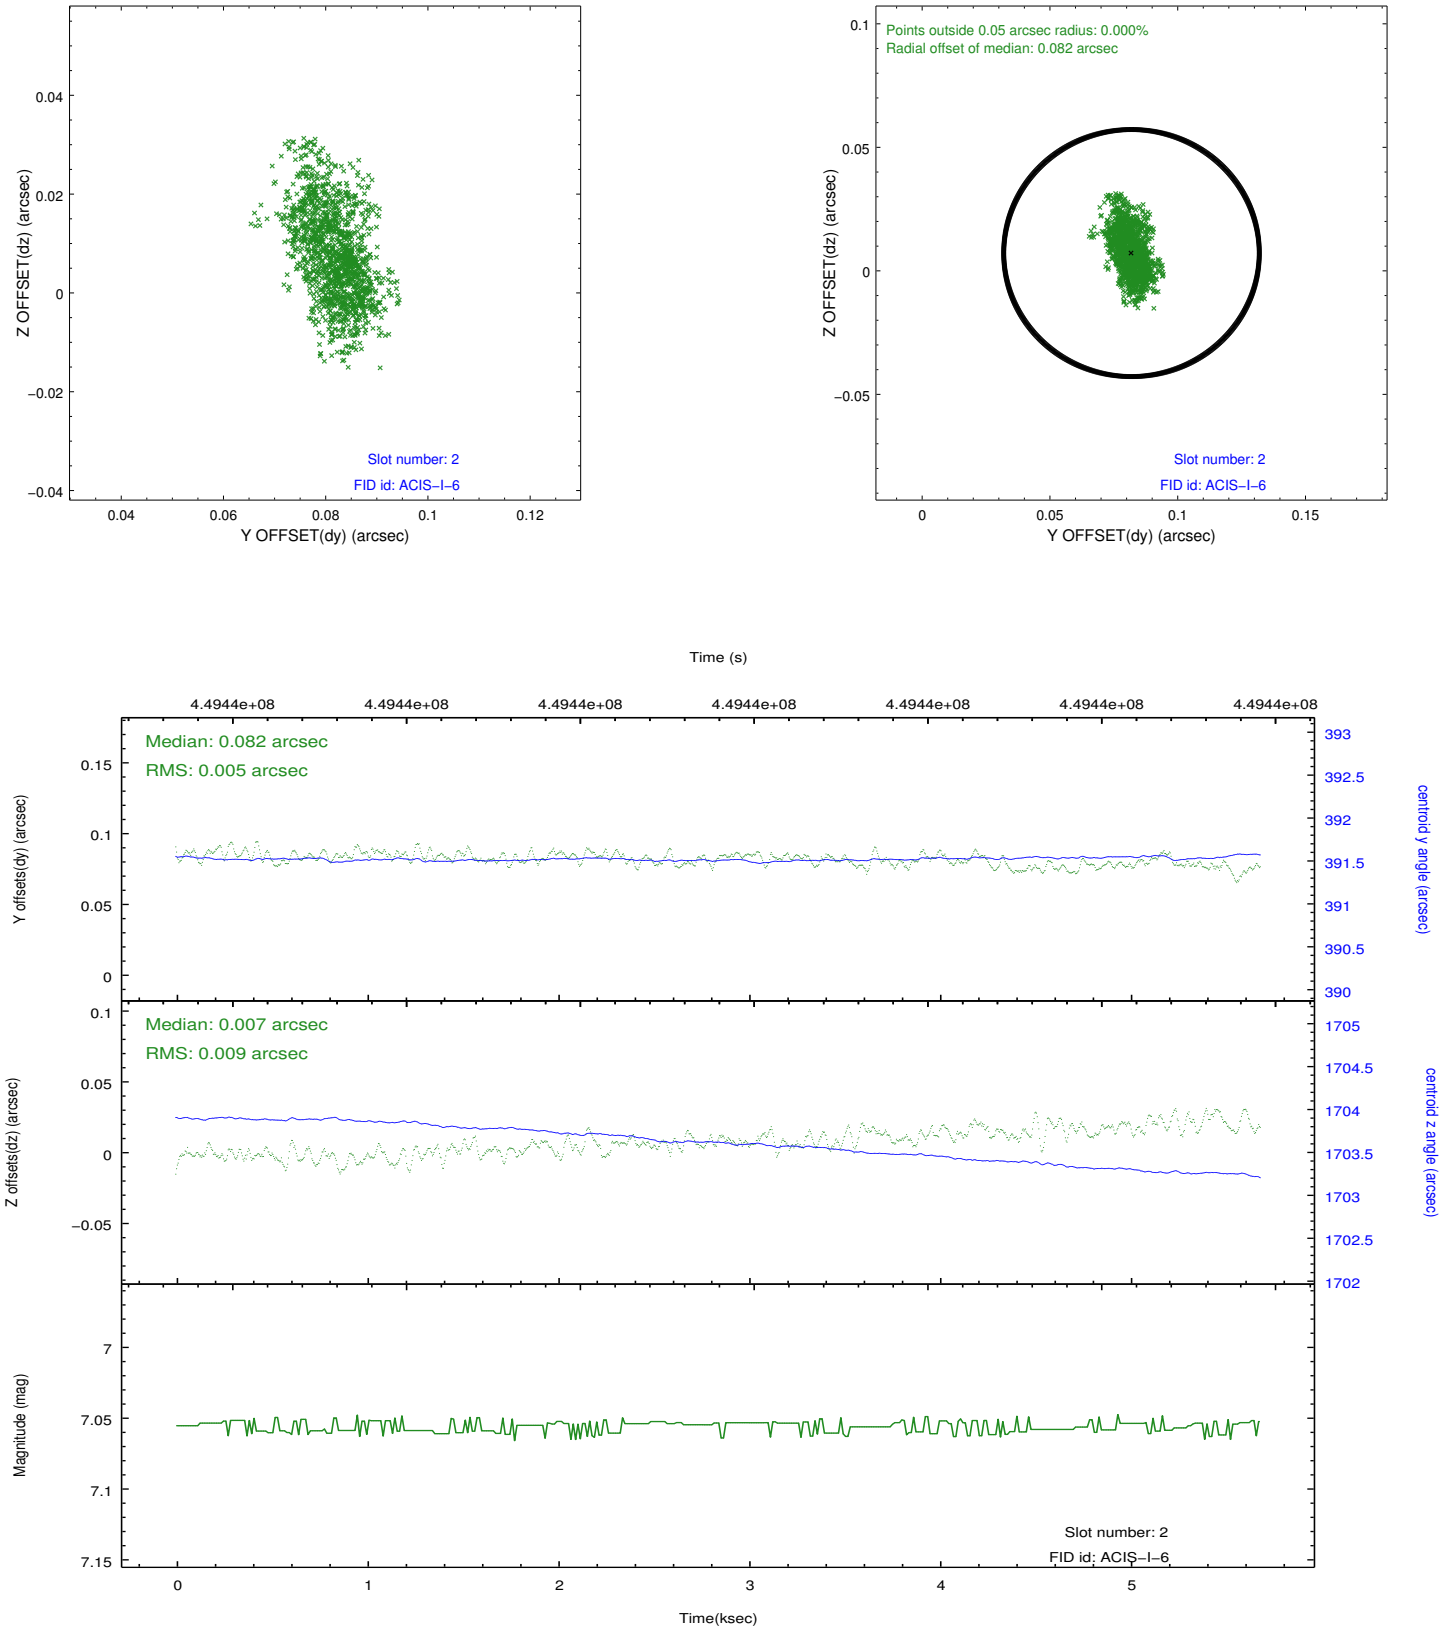 0.04
0.02
0
−0.02
−0.04
Z OFFSET(dz) (arcsec)
Slot number: 2
FID id: ACIS−I−6
0.04
0.06
0.08
0.1
0.12
Y OFFSET(dy) (arcsec)
Points outside 0.05 arcsec radius: 0.000%
Radial offset of median: 0.082 arcsec
0.1
0.05
0
−0.05
Z OFFSET(dz) (arcsec)
Slot number: 2
FID id: ACIS−I−6
0
0.05
0.1
0.15
Y OFFSET(dy) (arcsec)
Time (s)
4.4944e+08
4.4944e+08
4.4944e+08
4.4944e+08
4.4944e+08
4.4944e+08
4.4944e+08
Median: 0.082 arcsec
RMS: 0.005 arcsec
0.15
0.1
0.05
0
Y offsets(dy) (arcsec)
393
392.5
392
391.5
391
390.5
390
centroid y angle (arcsec)
Median: 0.007 arcsec
RMS: 0.009 arcsec
0.1
0.05
0
−0.05
Z offsets(dz) (arcsec)
1705
1704.5
1704
1703.5
1703
1702.5
1702
centroid z angle (arcsec)
7
7.05
7.1
7.15
Magnitude (mag)
Slot number: 2
FID id: ACIS−I−6
0
1
2
3
4
5
Time(ksec)